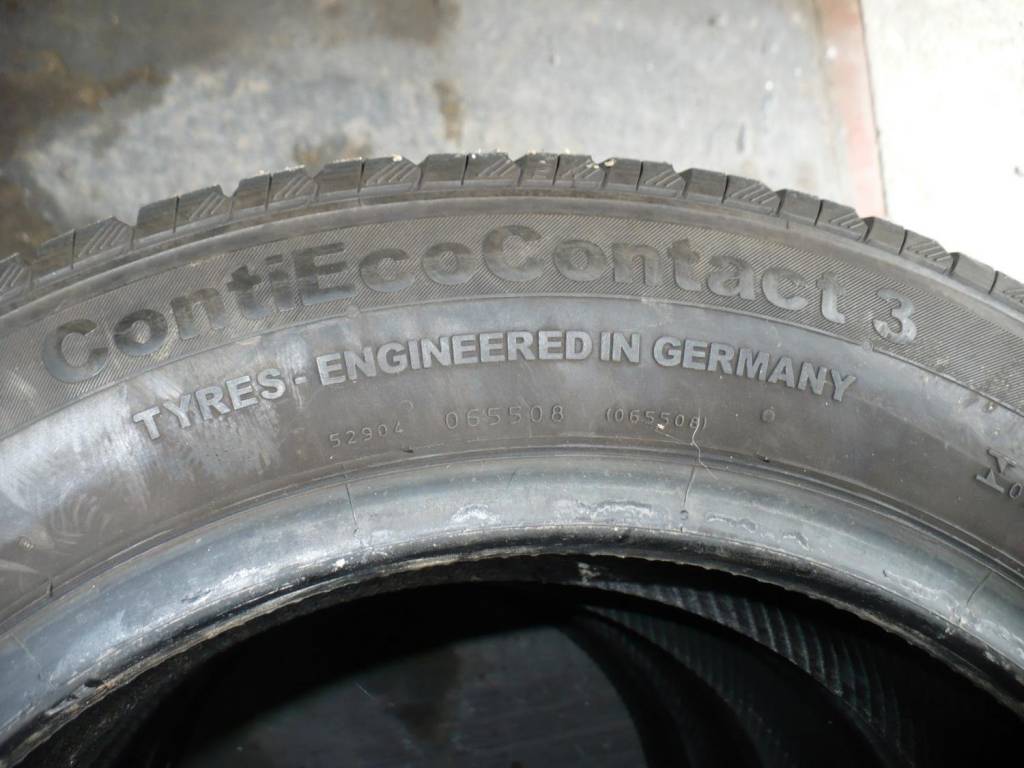 ContiEcoContact 3
TYRES - ENGINEERED IN GERMANY
52904 065508 (065508)